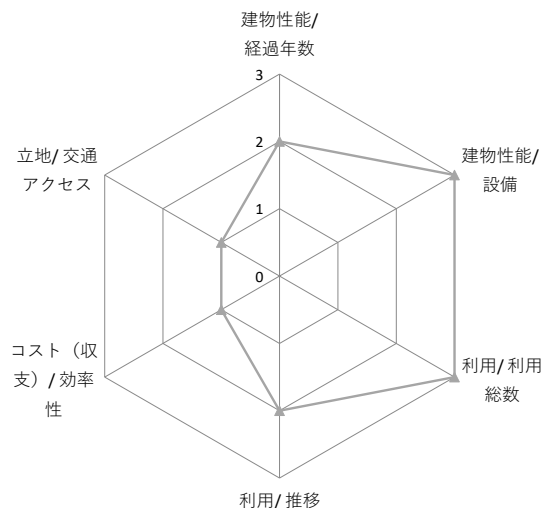 建物性能/
経過年数
3
2
1
0
建物性能/
設備
利用/ 利用
総数
利用/ 推移
コスト（収
支）/ 効率
性
立地/ 交通
アクセス